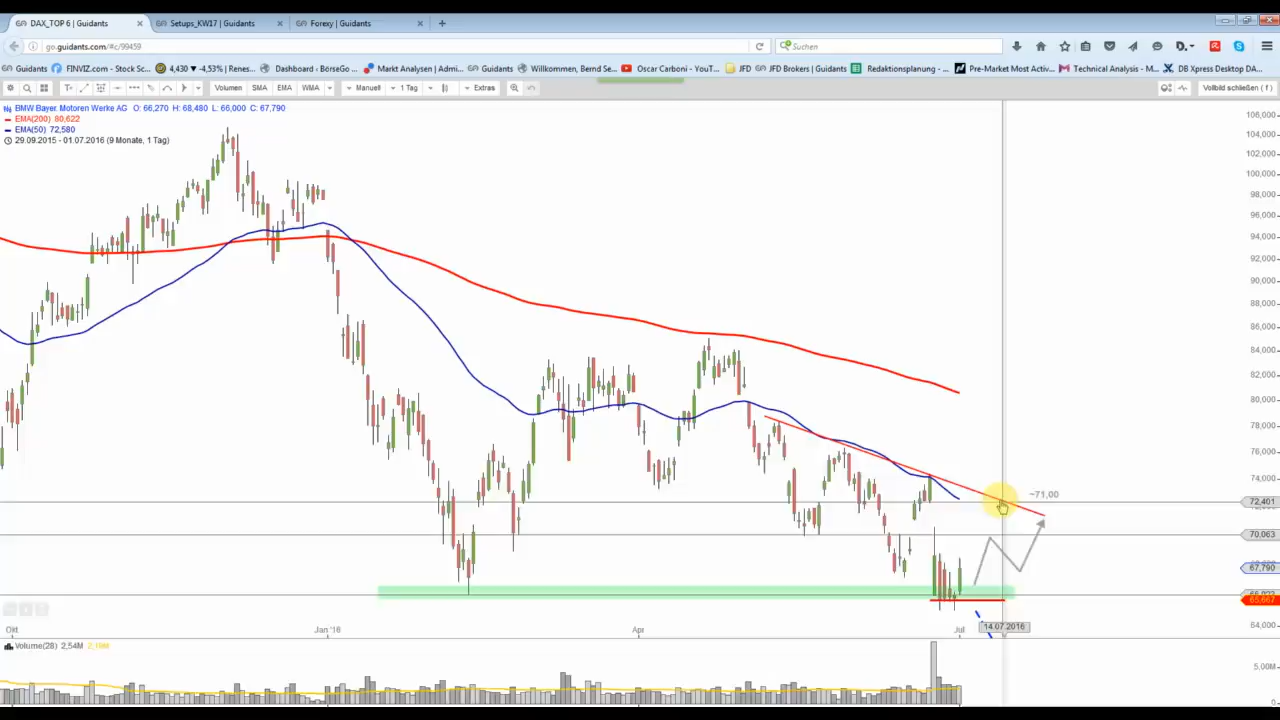 DAX_TOP 6 | Guidants
Setups_KW17 | Guidants
Forexy | Guidants
go.guidants.com/#c/99459
Suchen
Guidants
FINVIZ.com - Stock Sc...
4,430 ▼ -4,53% | Renes...
Dashboard ‹ BörseGo ...
Markt Analysen | Admi...
Guidants
Willkommen, Bernd Se...
Oscar Carboni - YouT...
JFD
JFD Brokers | Guidants
Redaktionsplanung - ...
Pre-Market Most Activ...
Technical Analysis - M...
DB Xpress Desktop DA...
Volumen
SMA
EMA
WMA
Manuell
1 Tag
Extras
Vollbild schließen ( f )
BMW Bayer. Motoren Werke AG O: 66,270 H: 68,480 L: 66,000 C: 67,790
EMA(200) 80,622
EMA(50) 72,580
29.09.2015 - 01.07.2016 (9 Monate, 1 Tag)
106,000
104,000
102,000
100,000
98,000
96,000
94,000
92,000
90,000
88,000
86,000
84,000
82,000
80,000
78,000
76,000
74,000
~71,00
72,401
70,063
67,790
65,667
64,000
14.07.2016
Okt
Jan '16
Apr
Jul
Volume(28) 2,54M 2,19M
5,00M
0